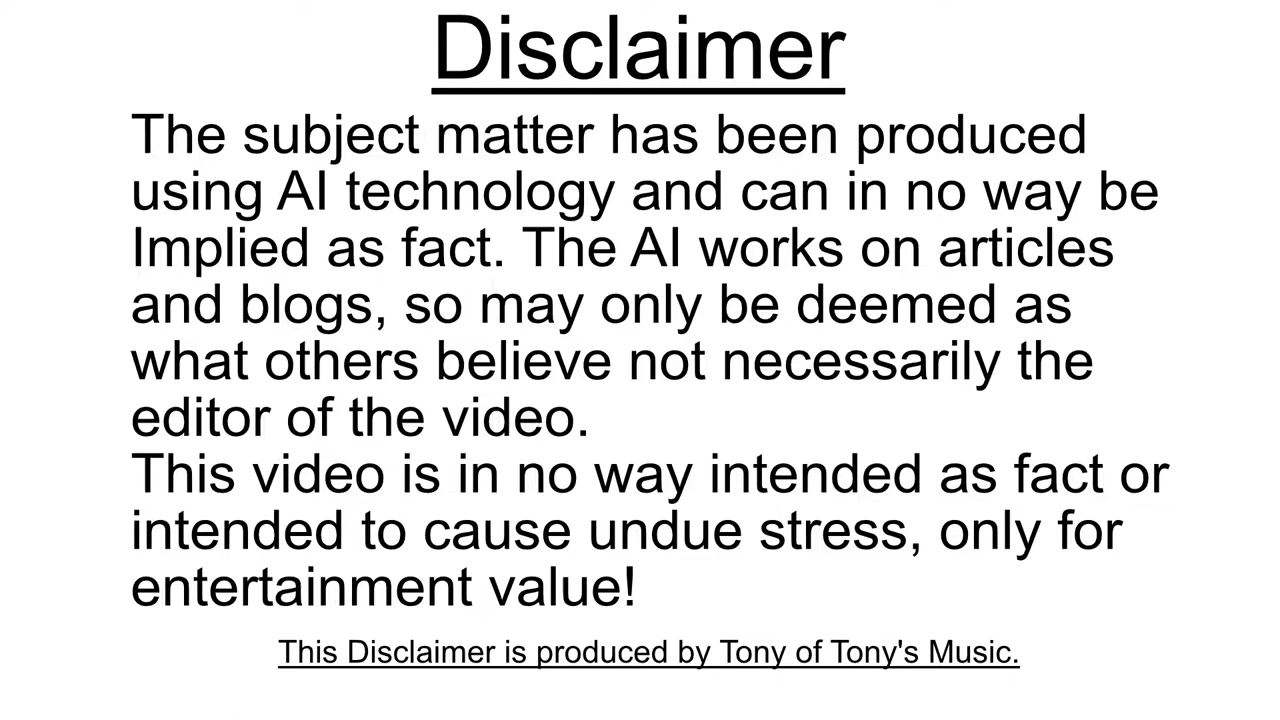 Disclaimer
The subject matter has been produced
using AI technology and can in no way be
Implied as fact. The AI works on articles
and blogs, so may only be deemed as
what others believe not necessarily the
editor of the video.
This video is in no way intended as fact or
intended to cause undue stress, only for
entertainment value!
This Disclaimer is produced by Tony of Tony's Music.